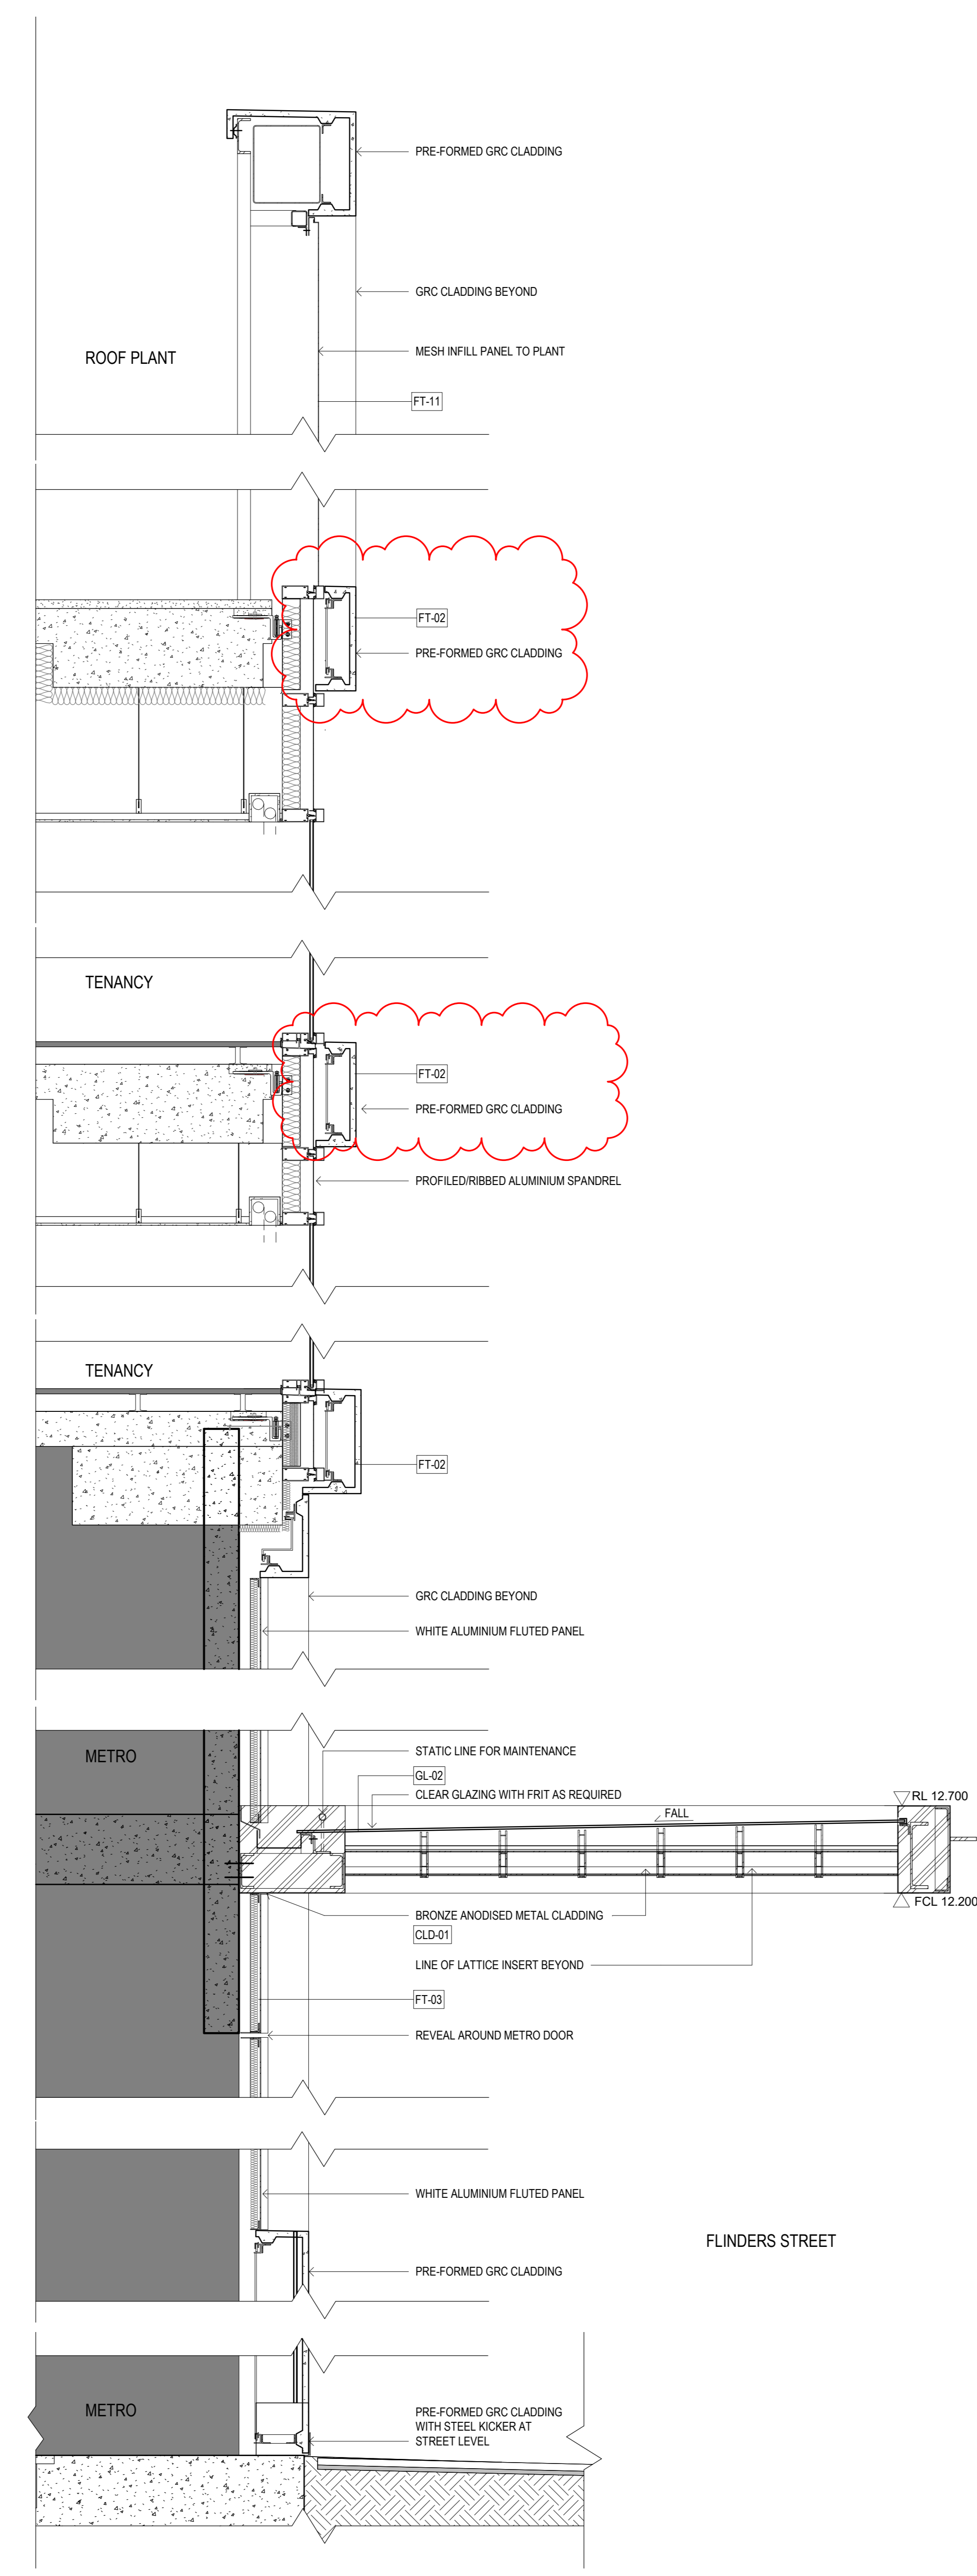 PRE-FORMED GRC CLADDING
GRC CLADDING BEYOND
MESH INFILL PANEL TO PLANT
ROOF PLANT
FT-11
FT-02
PRE-FORMED GRC CLADDING
TENANCY
FT-02
PRE-FORMED GRC CLADDING
PROFILED/RIBBED ALUMINIUM SPANDREL
TENANCY
FT-02
GRC CLADDING BEYOND
WHITE ALUMINIUM FLUTED PANEL
METRO
STATIC LINE FOR MAINTENANCE
GL-02
CLEAR GLAZING WITH FRIT AS REQUIRED
RL 12.700
FALL
FCL 12.200
BRONZE ANODISED METAL CLADDING
CLD-01
LINE OF LATTICE INSERT BEYOND
FT-03
REVEAL AROUND METRO DOOR
WHITE ALUMINIUM FLUTED PANEL
FLINDERS STREET
PRE-FORMED GRC CLADDING
METRO
PRE-FORMED GRC CLADDING
WITH STEEL KICKER AT
STREET LEVEL